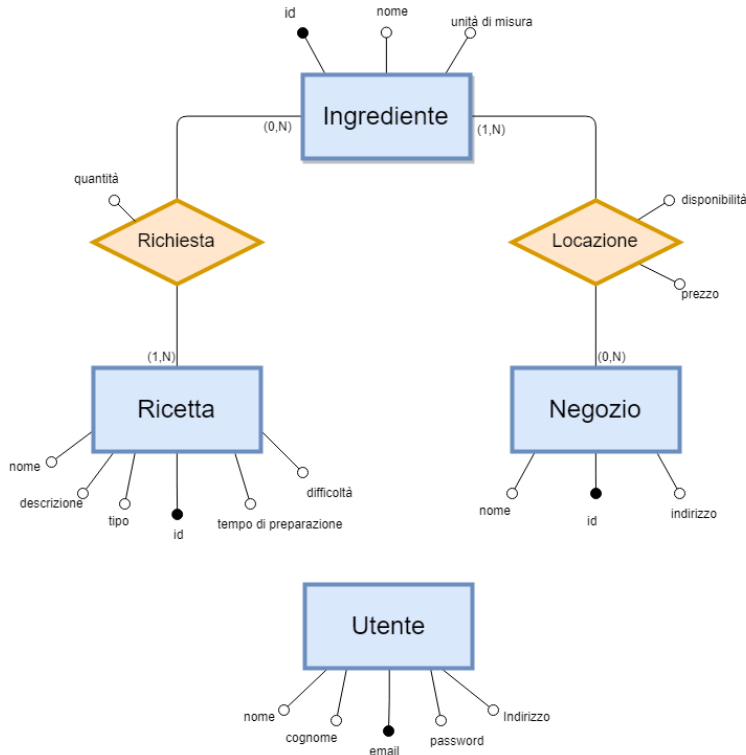 id
nome
unità di misura
Ingrediente
(0,N)
(1,N)
quantità
disponibilità
Richiesta
Locazione
prezzo
(1,N)
(0,N)
Ricetta
Negozio
nome
descrizione
tipo
id
tempo di preparazione
difficoltà
nome
id
indirizzo
Utente
nome
cognome
email
password
Indirizzo